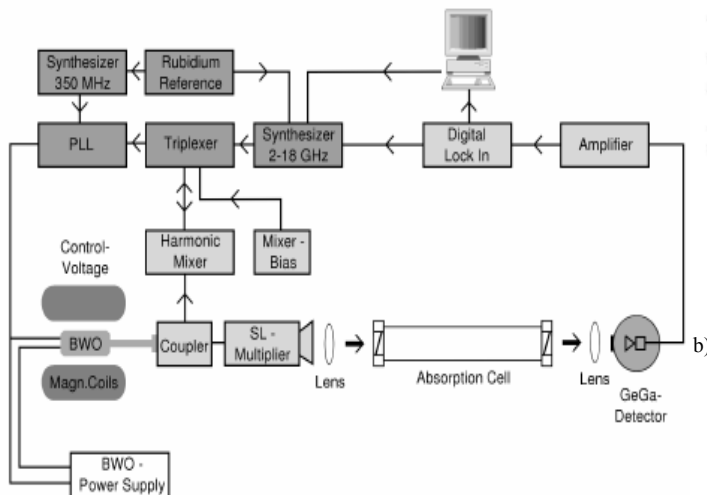 Synthesizer
350 MHz
Rubidium
Reference
PLL
Triplexer
Synthesizer
2-18 GHz
Digital
Lock In
Amplifier
Control-
Voltage
Harmonic
Mixer
Mixer -
Bias
BWO
Coupler
SL -
Multiplier
Lens
Absorption Cell
Lens
GeGa-
Detector
b)
Magn.Coils
BWO -
Power Supply